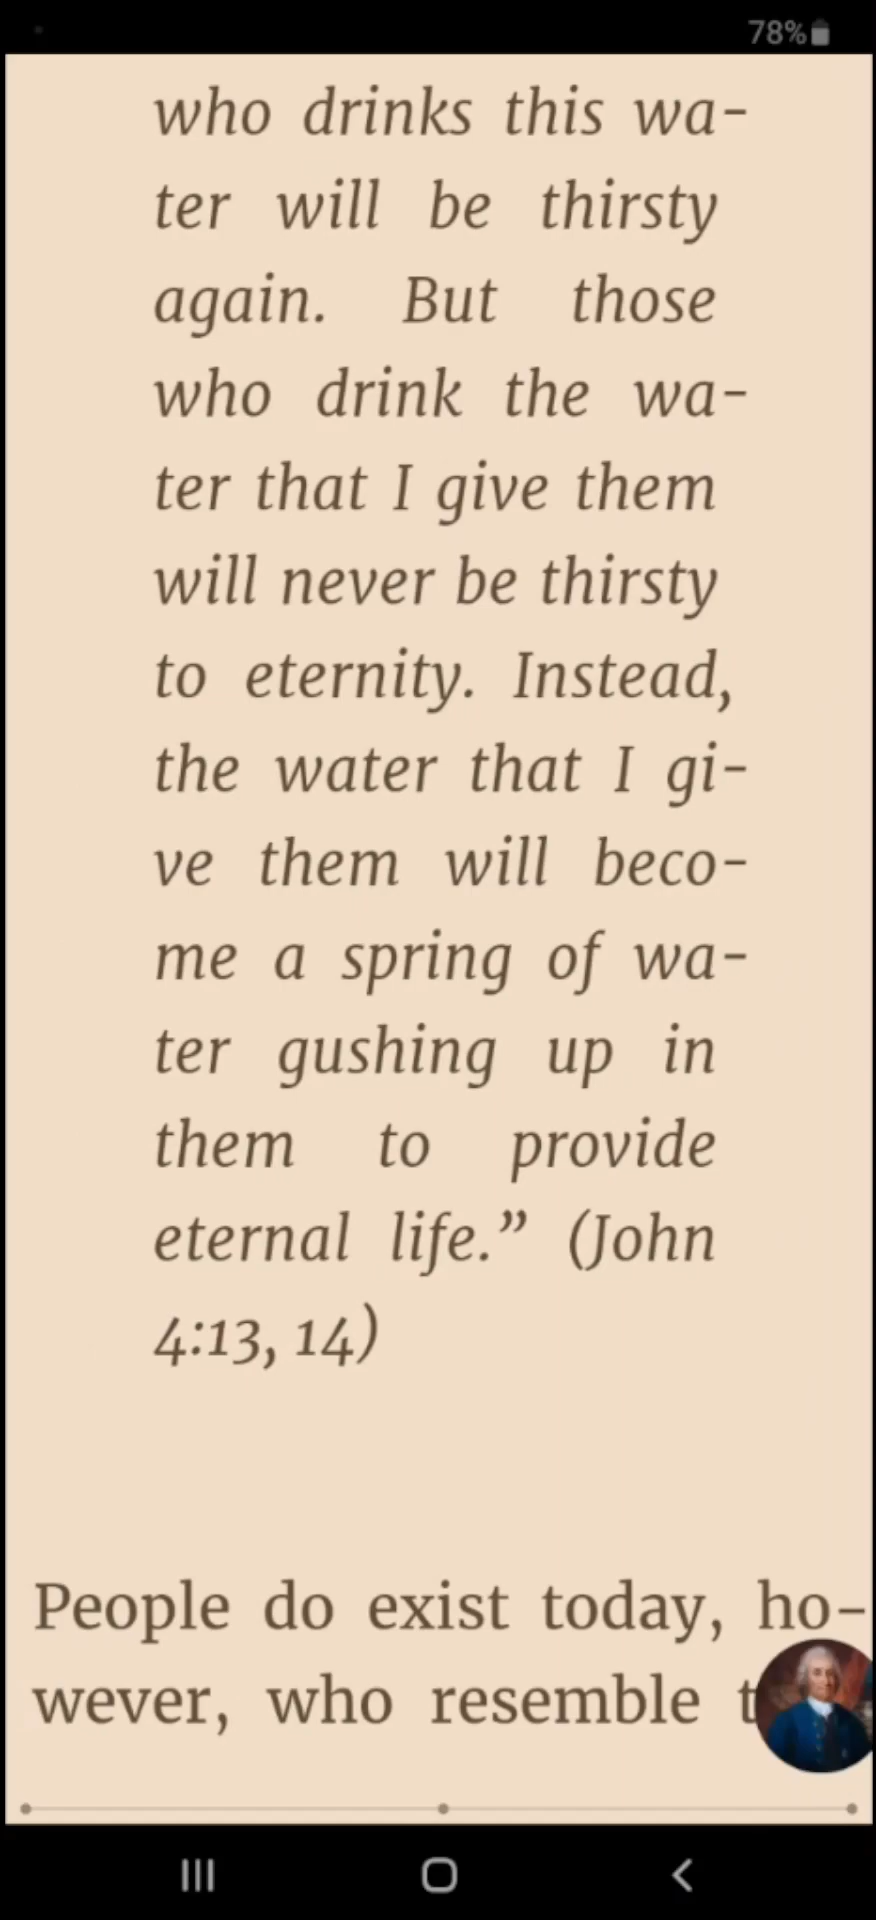 78%
who drinks this wa-
ter will be thirsty
again. But those
who drink the wa-
ter that I give them
will never be thirsty
to eternity. Instead,
the water that I gi-
ve them will beco-
me a spring of wa-
ter gushing up in
them to provide
eternal life.” (John
4:13, 14)
People do exist today, ho-
wever, who resemble